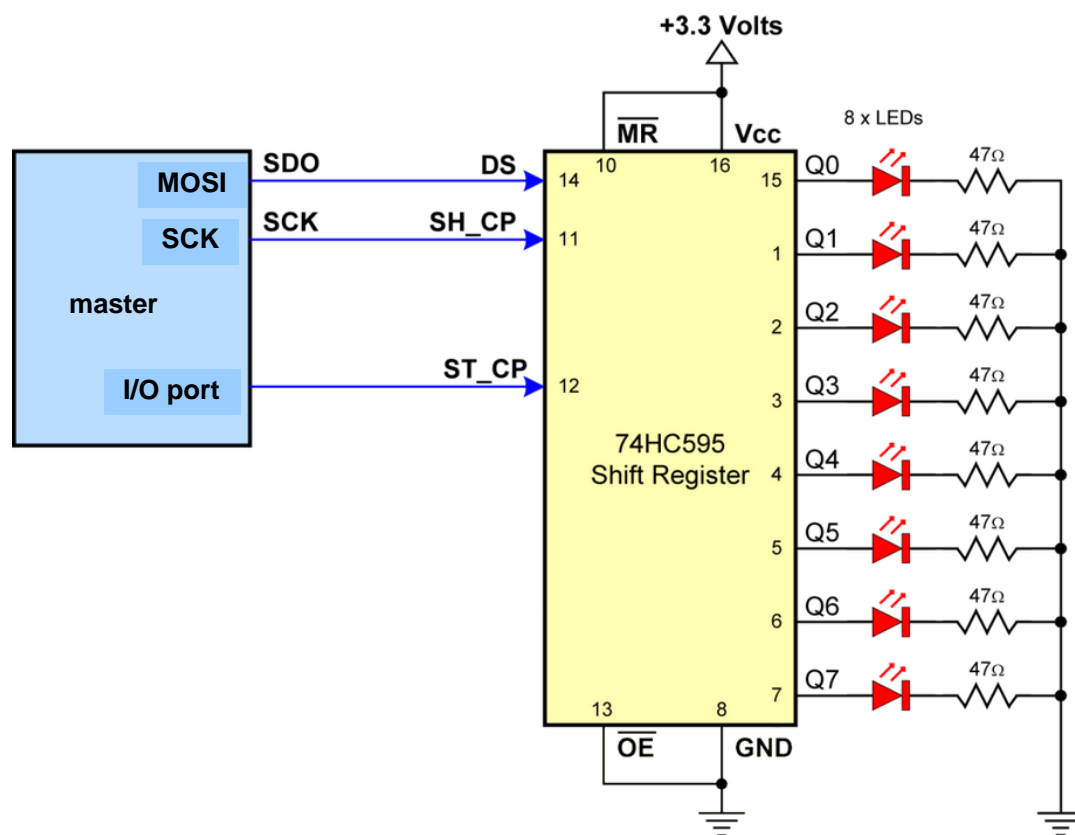 +3.3 Volts
8 x LEDs
MR Vcc
10 16
MOSI SDO DS 14 15 Q0 47Ω
SCK SCK SH_CP 11 1 Q1 47Ω
master
2 Q2 47Ω
I/O port ST_CP 12 3 Q3 47Ω
74HC595
Shift Register
4 Q4 47Ω
5 Q5 47Ω
6 Q6 47Ω
7 Q7 47Ω
13 8
OE GND